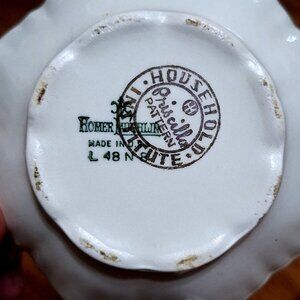 HOUSEHOLD INSTITUTE
Priscilla
PATTERN
HOMER LAUGHLIN
MADE IN U.S.A.
L 48 N